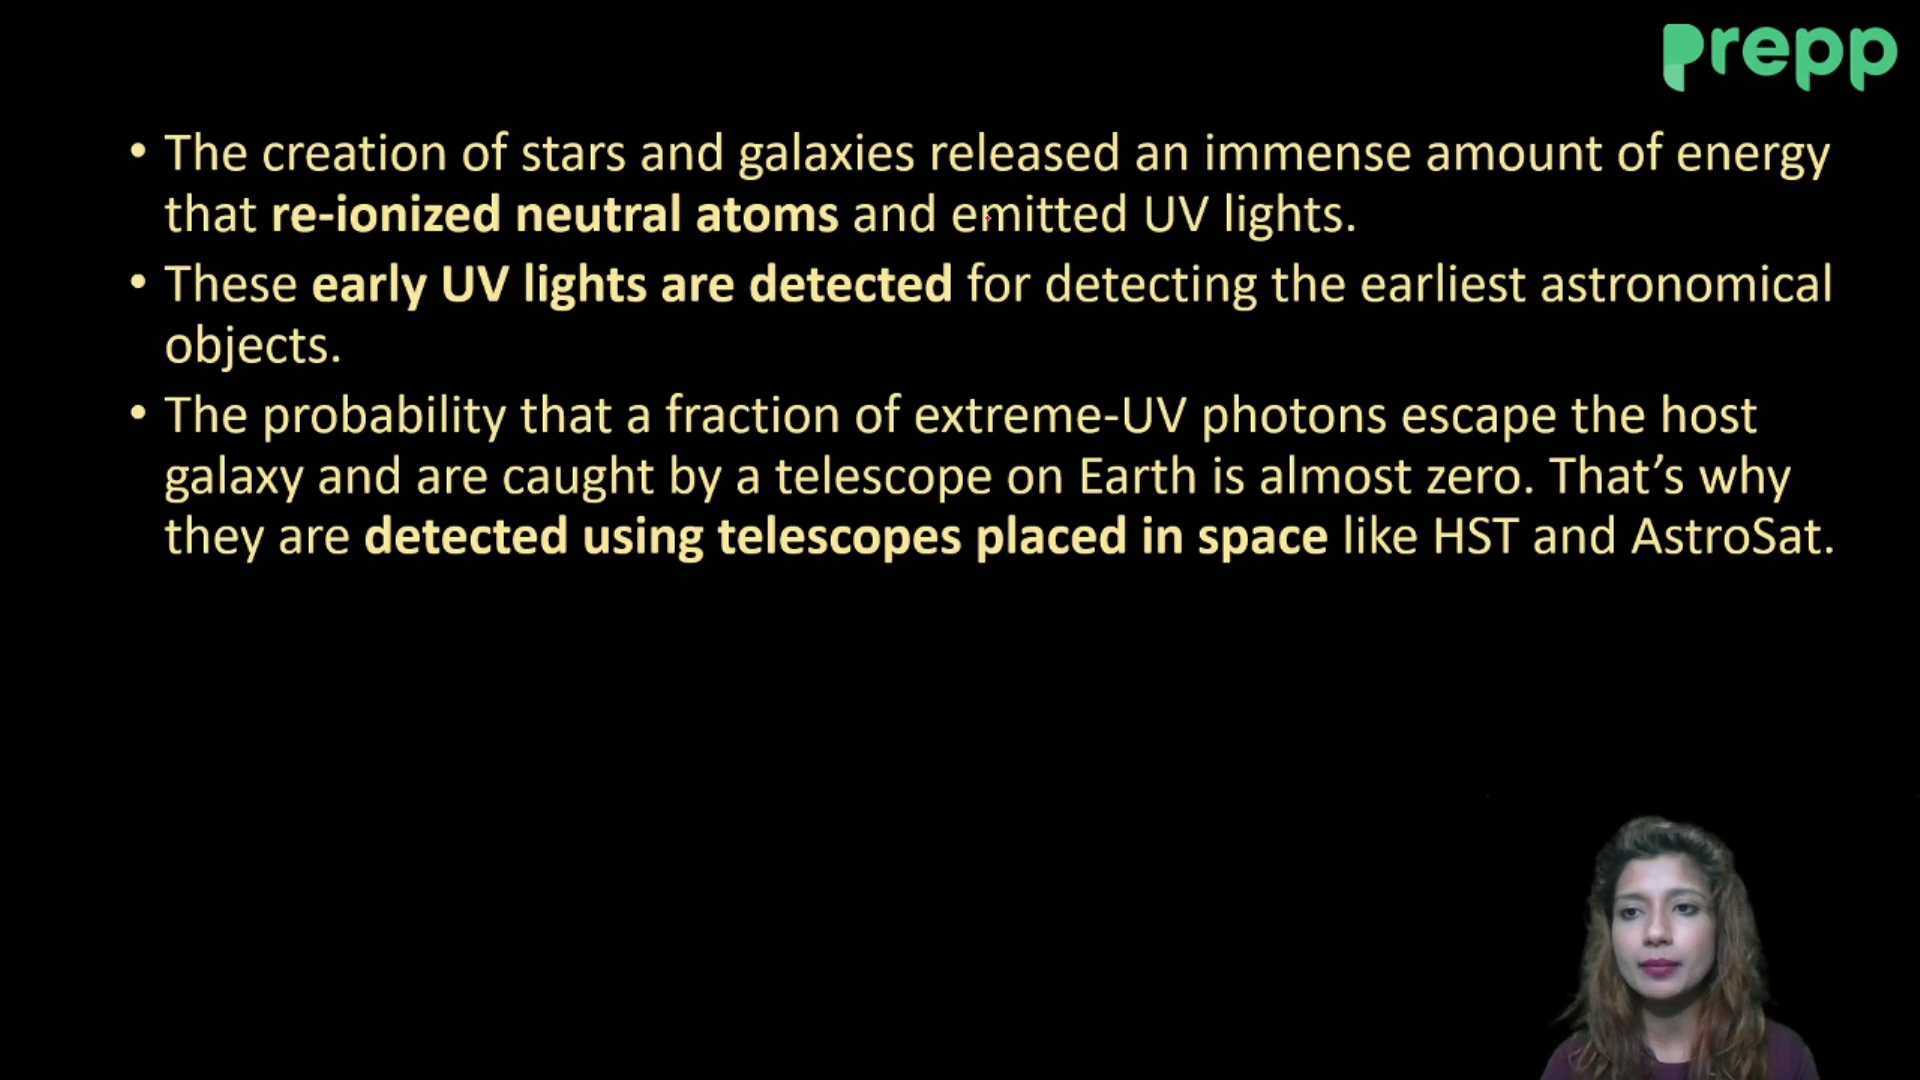 prepp
• The creation of stars and galaxies released an immense amount of energy
that re-ionized neutral atoms and emitted UV lights.
• These early UV lights are detected for detecting the earliest astronomical
objects.
• The probability that a fraction of extreme-UV photons escape the host
galaxy and are caught by a telescope on Earth is almost zero. That’s why
they are detected using telescopes placed in space like HST and AstroSat.